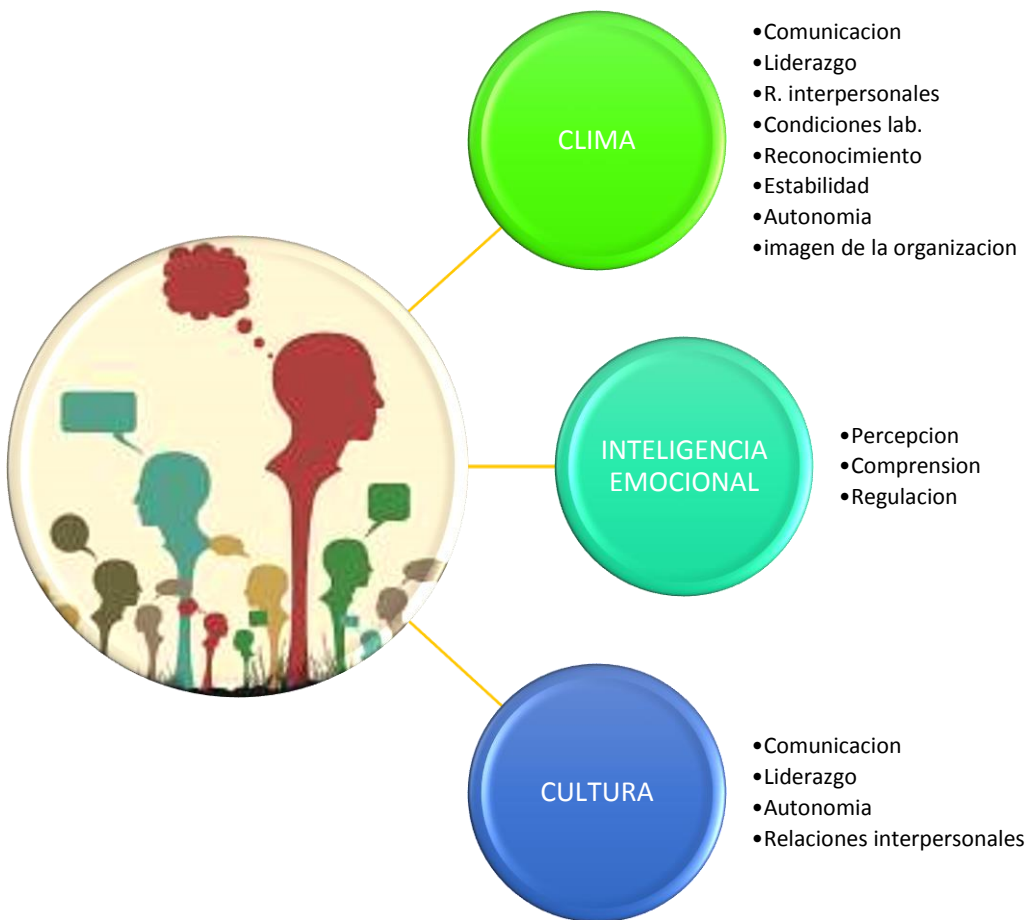 CLIMA
•Comunicacion
•Liderazgo
•R. interpersonales
•Condiciones lab.
•Reconocimiento
•Estabilidad
•Autonomia
•imagen de la organizacion
INTELIGENCIA
EMOCIONAL
•Percepcion
•Comprension
•Regulacion
CULTURA
•Comunicacion
•Liderazgo
•Autonomia
•Relaciones interpersonales